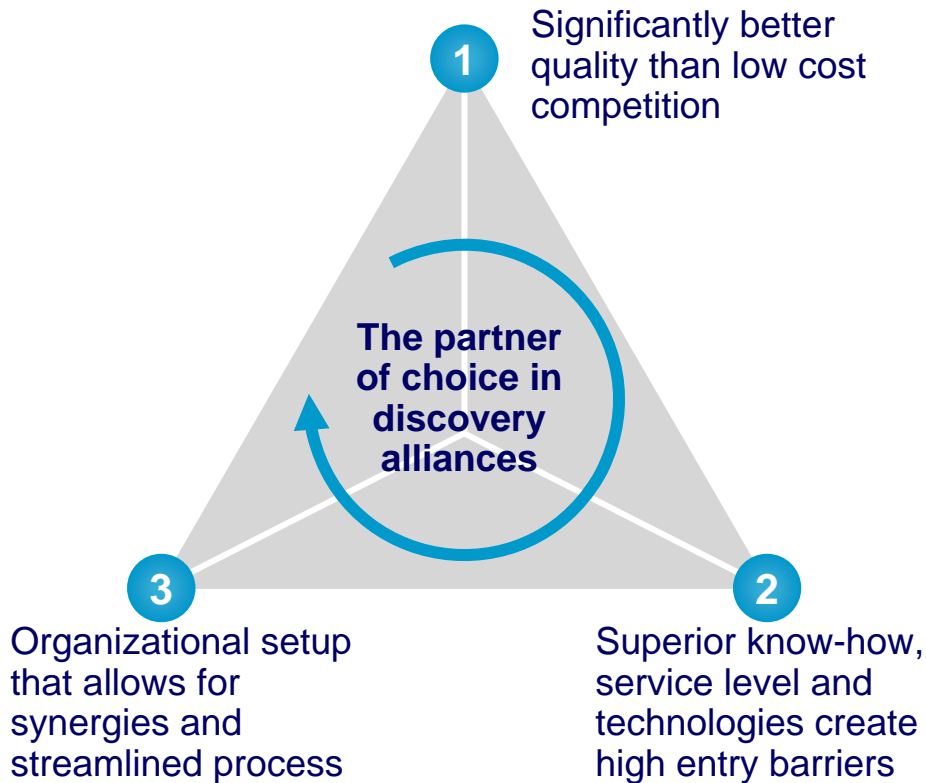 1
Significantly better
quality than low cost
competition
The partner
of choice in
discovery
alliances
3
2
Organizational setup
that allows for
synergies and
streamlined process
Superior know-how,
service level and
technologies create
high entry barriers